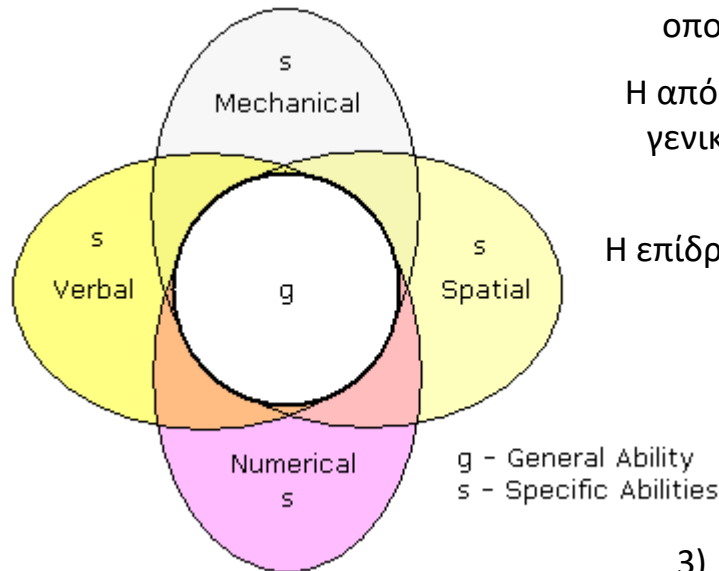 οπο
Η από
γενικ
Η επίδρ
s
Mechanical
s
Verbal
g
s
Spatial
Numerical
s
g - General Ability
s - Specific Abilities
3)